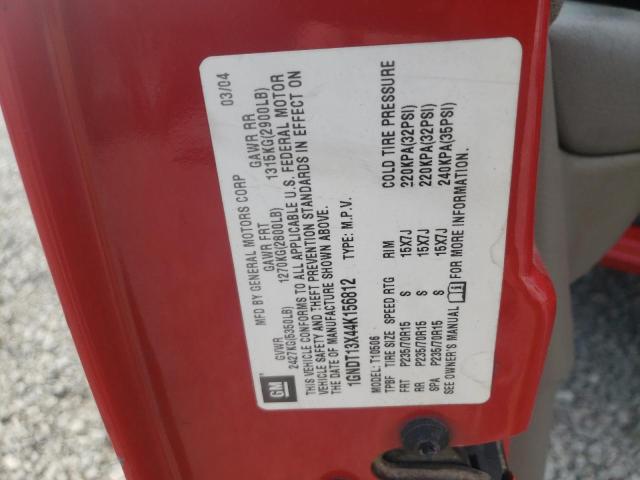 GM
MFD BY GENERAL MOTORS CORP 03/04
GVWR GAWR FRT GAWR RR
2427KG(5350LB) 1270KG(2800LB) 1315KG(2900LB)
THIS VEHICLE CONFORMS TO ALL APPLICABLE U.S. FEDERAL MOTOR
VEHICLE SAFETY AND THEFT PREVENTION STANDARDS IN EFFECT ON
THE DATE OF MANUFACTURE SHOWN ABOVE.
1GNDT13X44K156812 TYPE: M.P.V.
MODEL: T10506
TPBF TIRE SIZE SPEED RTG RIM COLD TIRE PRESSURE
FRT P235/70R15 S 15X7J 220KPA(32PSI)
RR P235/70R15 S 15X7J 220KPA(32PSI)
SPA P235/70R15 S 15X7J 240KPA(35PSI)
SEE OWNER'S MANUAL FOR MORE INFORMATION.